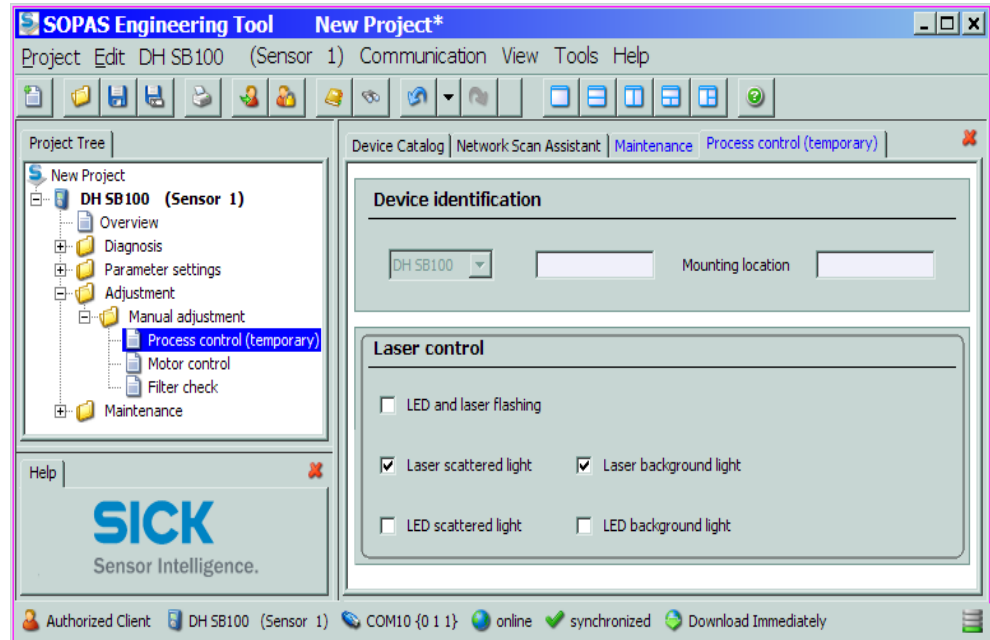 SOPAS Engineering Tool New Project*
Project Edit DH SB100 (Sensor 1) Communication View Tools Help
Project Tree
New Project
DH SB100 (Sensor 1)
Overview
Diagnosis
Parameter settings
Adjustment
Manual adjustment
Process control (temporary)
Motor control
Filter check
Maintenance
Help
SICK
Sensor Intelligence.
Device Catalog Network Scan Assistant Maintenance Process control (temporary)
Device identification
DH SB100 Mounting location
Laser control
LED and laser flashing
Laser scattered light Laser background light
LED scattered light LED background light
Authorized Client DH SB100 (Sensor 1) COM10 {0 1 1} online synchronized Download Immediately